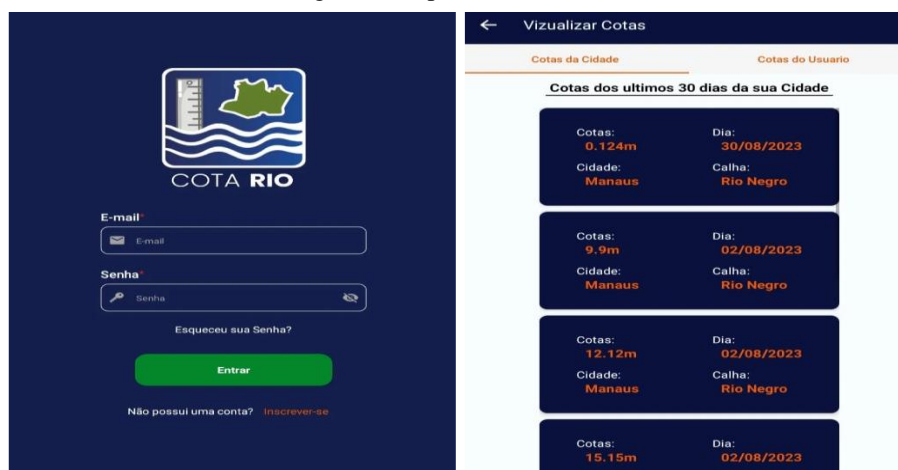 COTA RIO
E-mail*
E-mail
Senha*
Senha
Esqueceu sua Senha?
Entrar
Não possui uma conta? Inscrever-se
Vizualizar Cotas
Cotas da Cidade Cotas do Usuario
Cotas dos ultimos 30 dias da sua Cidade
Cotas: Dia:
0.124m 30/08/2023
Cidade: Calha:
Manaus Rio Negro
Cotas: Dia:
9.9m 02/08/2023
Cidade: Calha:
Manaus Rio Negro
Cotas: Dia:
12.12m 02/08/2023
Cidade: Calha:
Manaus Rio Negro
Cotas: Dia:
15.15m 02/08/2023